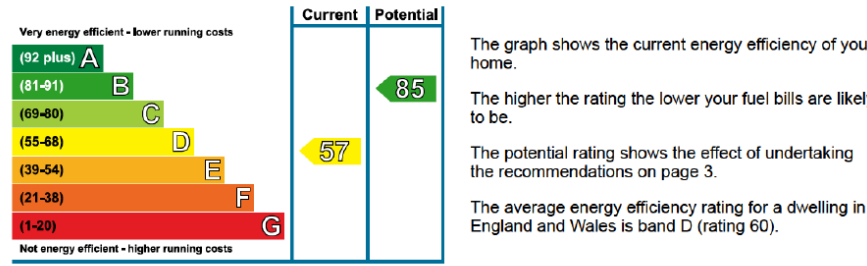 Current Potential
Very energy efficient - lower running costs
(92 plus) A
(81-91) B
85
(69-80) C
(55-68) D
57
(39-54) E
(21-38) F
(1-20) G
Not energy efficient - higher running costs
The graph shows the current energy efficiency of you
home.
The higher the rating the lower your fuel bills are likel
to be.
The potential rating shows the effect of undertaking
the recommendations on page 3.
The average energy efficiency rating for a dwelling in
England and Wales is band D (rating 60).